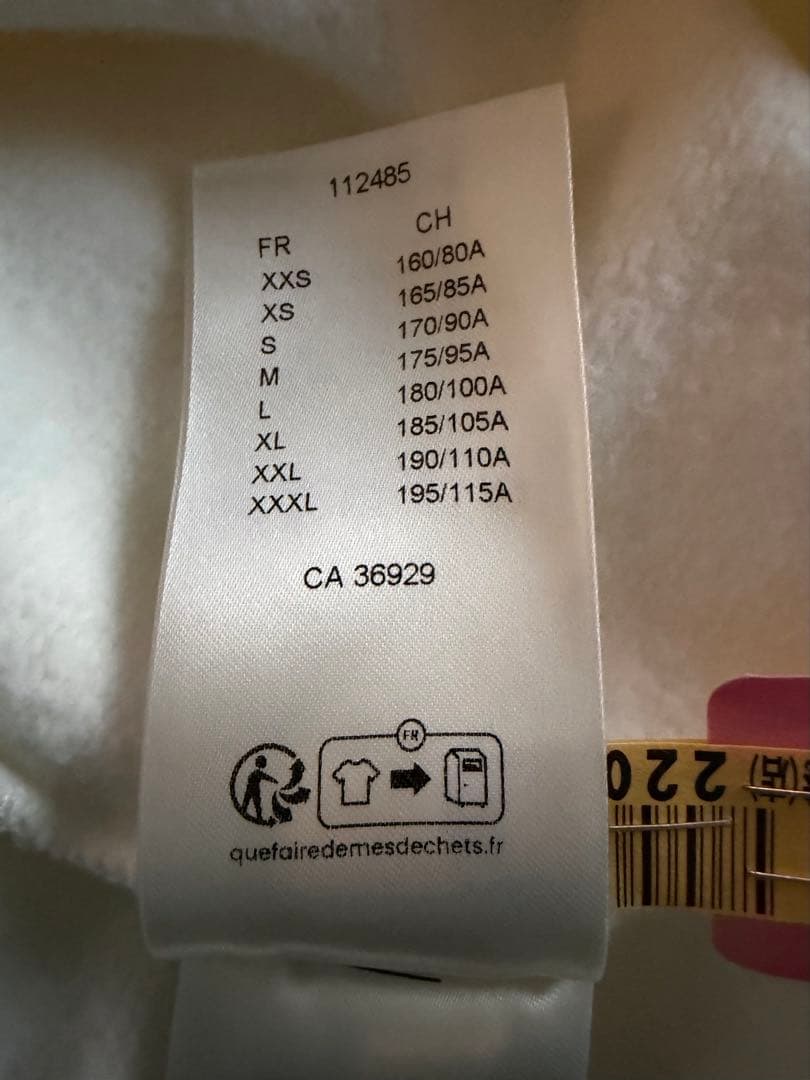 112485
FR CH
XXS 160/80A
XS 165/85A
S 170/90A
M 175/95A
L 180/100A
XL 185/105A
XXL 190/110A
XXXL 195/115A
CA 36929
FR
quefairedemesdechets.fr
220
(店)